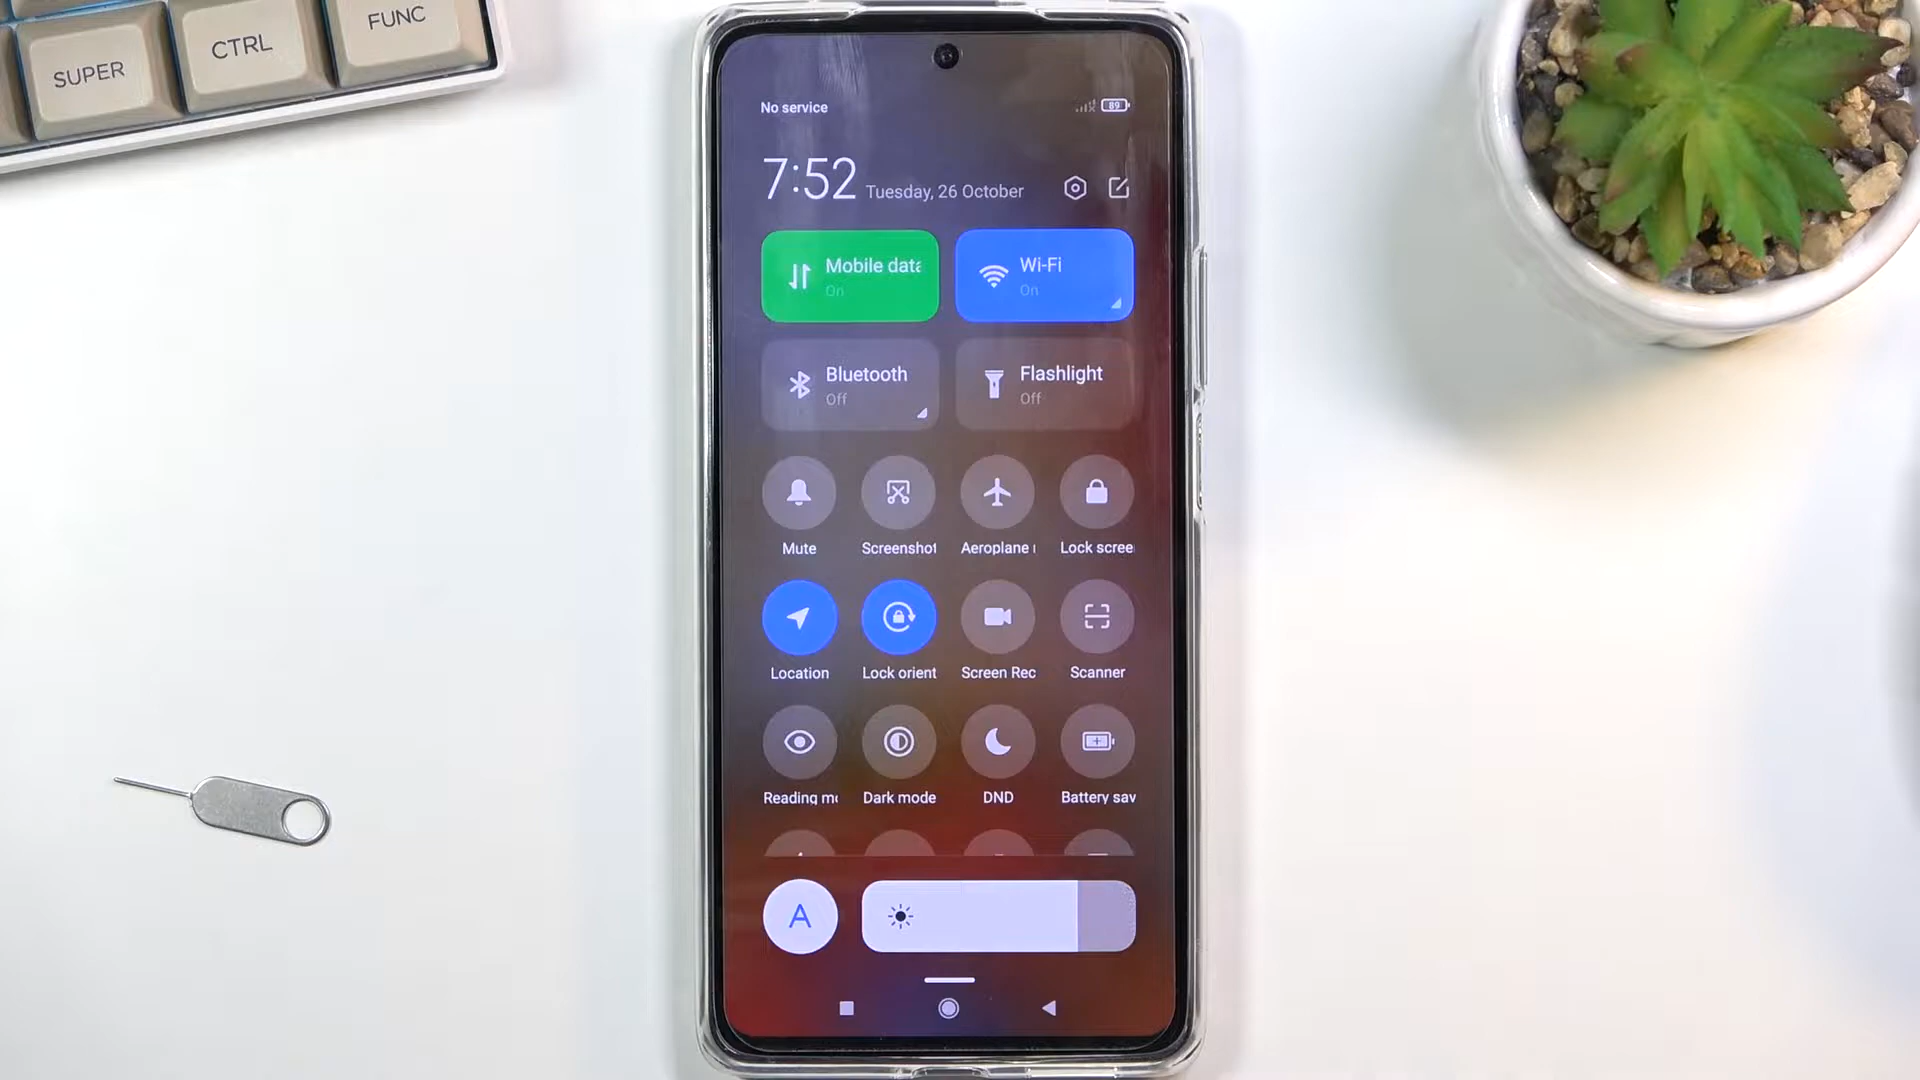 FUNC
CTRL
SUPER
No service
89
7:52 Tuesday, 26 October
Mobile data
On
Wi-Fi
On
Bluetooth
Off
Flashlight
Off
Mute
Screenshot
Aeroplane
Lock scree
Location
Lock orient
Screen Rec
Scanner
Reading mo
Dark mode
DND
Battery sav
A